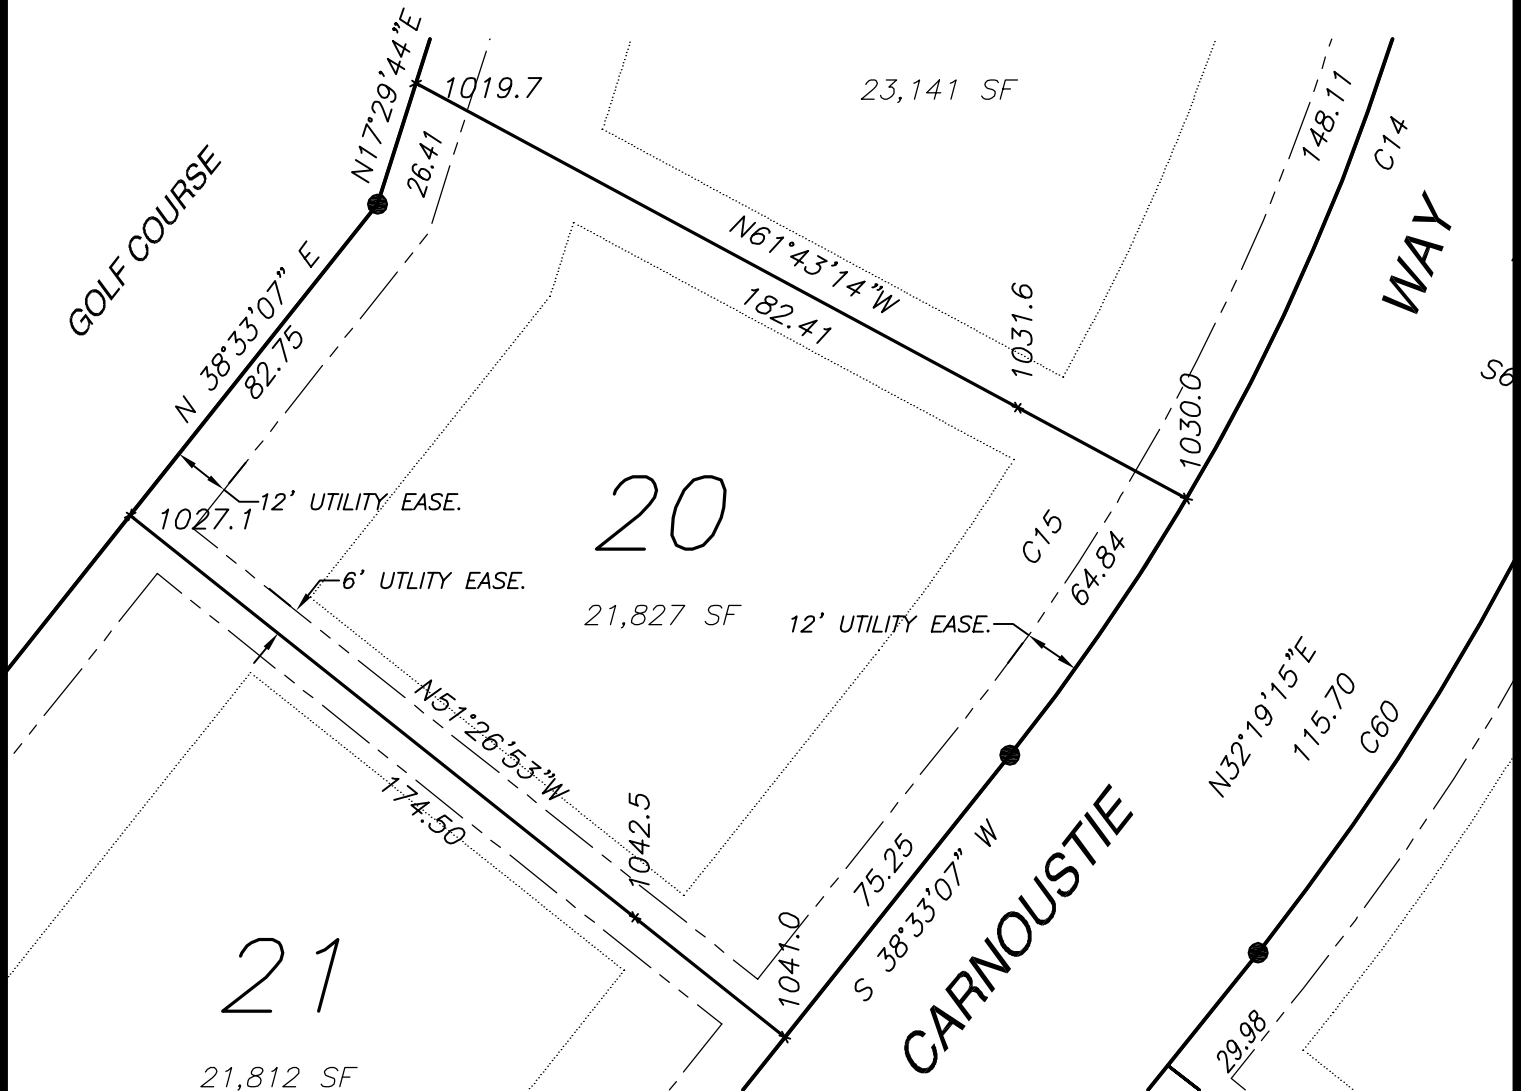 N17°29'44"E
1019.7
23,141 SF
148.11
C14
26.41
GOLF COURSE
WAY
N61°43'14"W
182.41
1031.6
N 38°33'07" E
82.75
1030.0
S6
12' UTILITY EASE.
1027.1
20
C15
64.84
6' UTLITY EASE.
21,827 SF
12' UTILITY EASE.
N51°26'53"W
174.50
N32°19'15"E
115.70
C60
1042.5
75.25
S 38°33'07" W
CARNOUSTIE
1041.0
21
29.98
21,812 SF